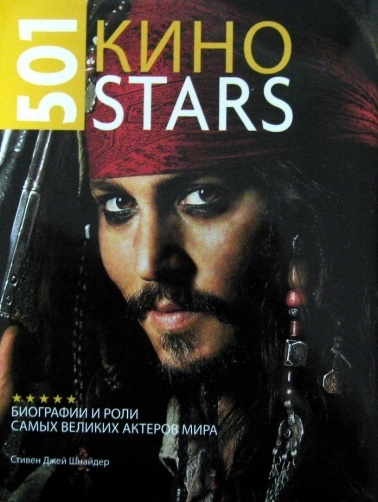 501
КИНО
STARS
БИОГРАФИИ И РОЛИ
САМЫХ ВЕЛИКИХ АКТЕРОВ МИРА
Стивен Джей Шнайдер